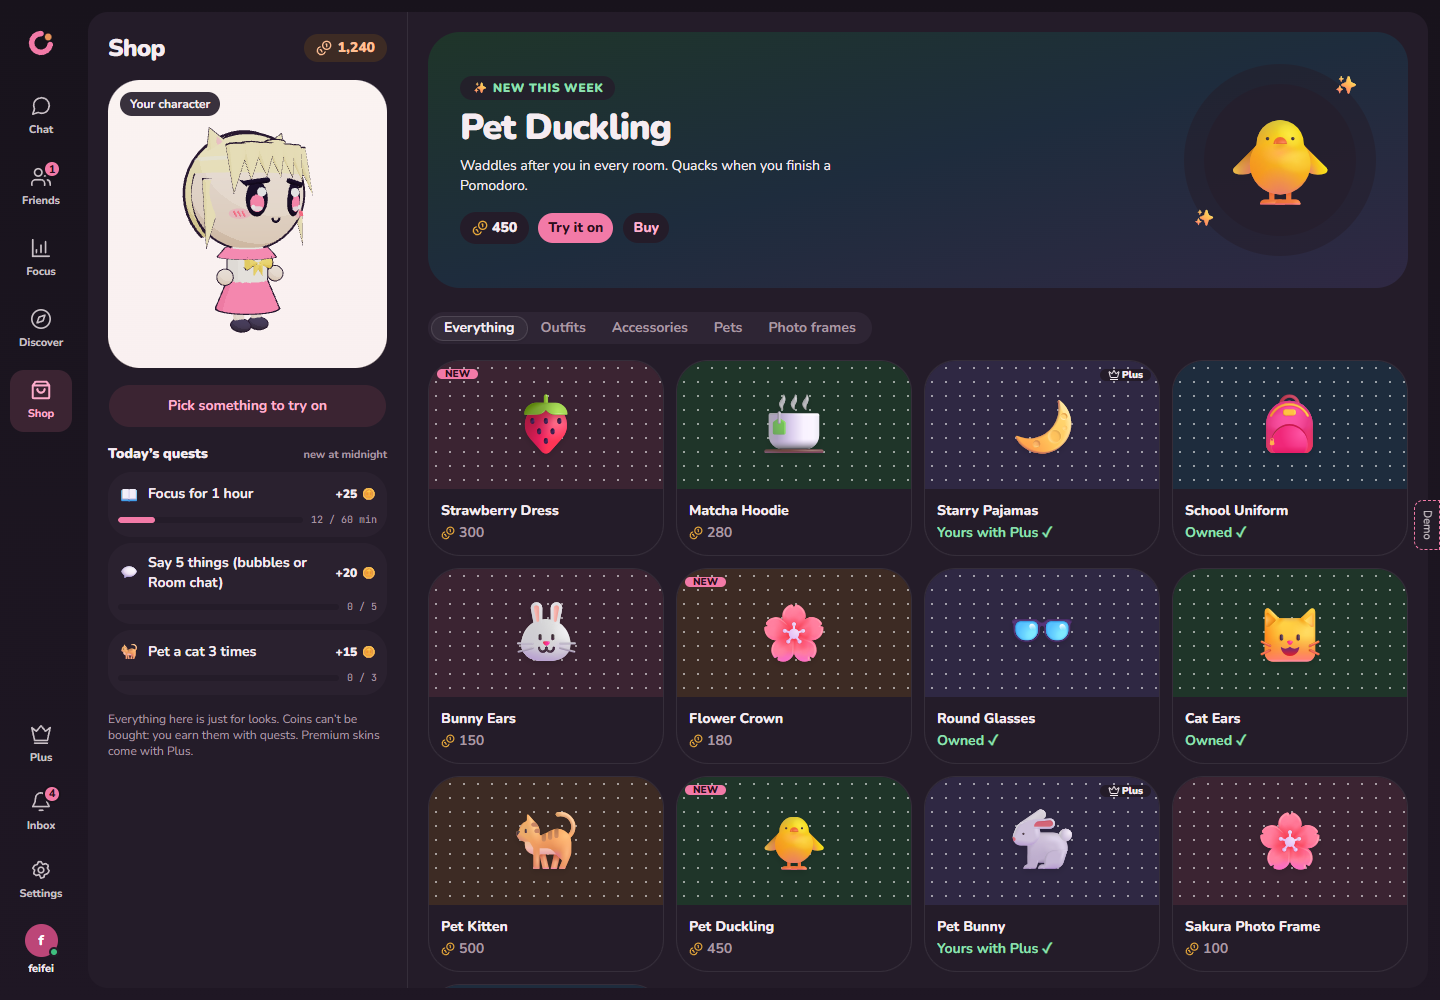 Chat
1
Friends
Focus
Discover
Shop
Plus
4
Inbox
Settings
f
feifei
Shop
1,240
Your character
Pick something to try on
Today's quests
new at midnight
Focus for 1 hour
+25
12 / 60 min
Say 5 things (bubbles or
Room chat)
+20
0 / 5
Pet a cat 3 times
+15
0 / 3
Everything here is just for looks. Coins can't be
bought: you earn them with quests. Premium skins
come with Plus.
NEW THIS WEEK
Pet Duckling
Waddles after you in every room. Quacks when you finish a
Pomodoro.
450
Try it on
Buy
Everything
Outfits
Accessories
Pets
Photo frames
NEW
Strawberry Dress
300
Matcha Hoodie
280
Plus
Starry Pajamas
Yours with Plus ✓
School Uniform
Owned ✓
Bunny Ears
150
NEW
Flower Crown
180
Round Glasses
Owned ✓
Cat Ears
Owned ✓
Pet Kitten
500
NEW
Pet Duckling
450
Plus
Pet Bunny
Yours with Plus ✓
Sakura Photo Frame
100
Demo